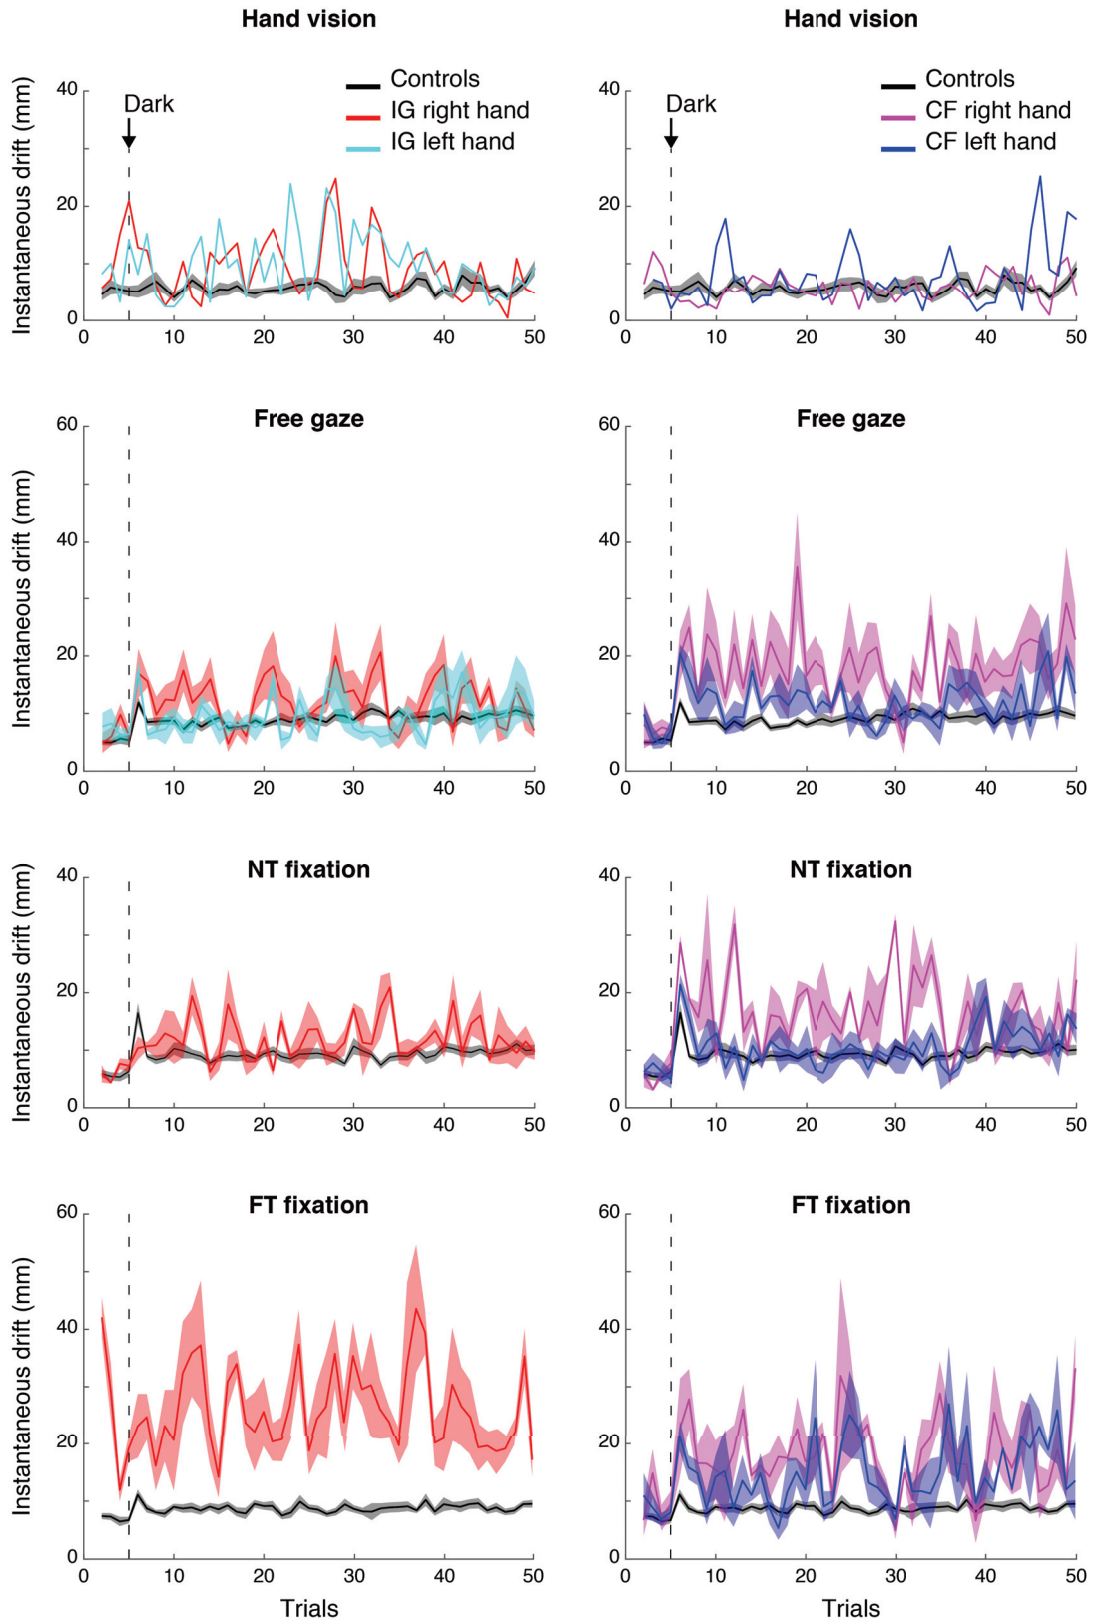 Hand vision
Hand vision
Instantaneous drift (mm)
40
20
0
Dark
Controls
IG right hand
IG left hand
0 10 20 30 40 50
40
20
0
Dark
Controls
CF right hand
CF left hand
0 10 20 30 40 50
Free gaze
Instantaneous drift (mm)
60
40
20
0
0 10 20 30 40 50
Free gaze
60
40
20
0
0 10 20 30 40 50
NT fixation
Instantaneous drift (mm)
40
20
0
0 10 20 30 40 50
NT fixation
40
20
0
0 10 20 30 40 50
FT fixation
Instantaneous drift (mm)
60
40
20
0
0 10 20 30 40 50
Trials
FT fixation
60
40
20
0
0 10 20 30 40 50
Trials